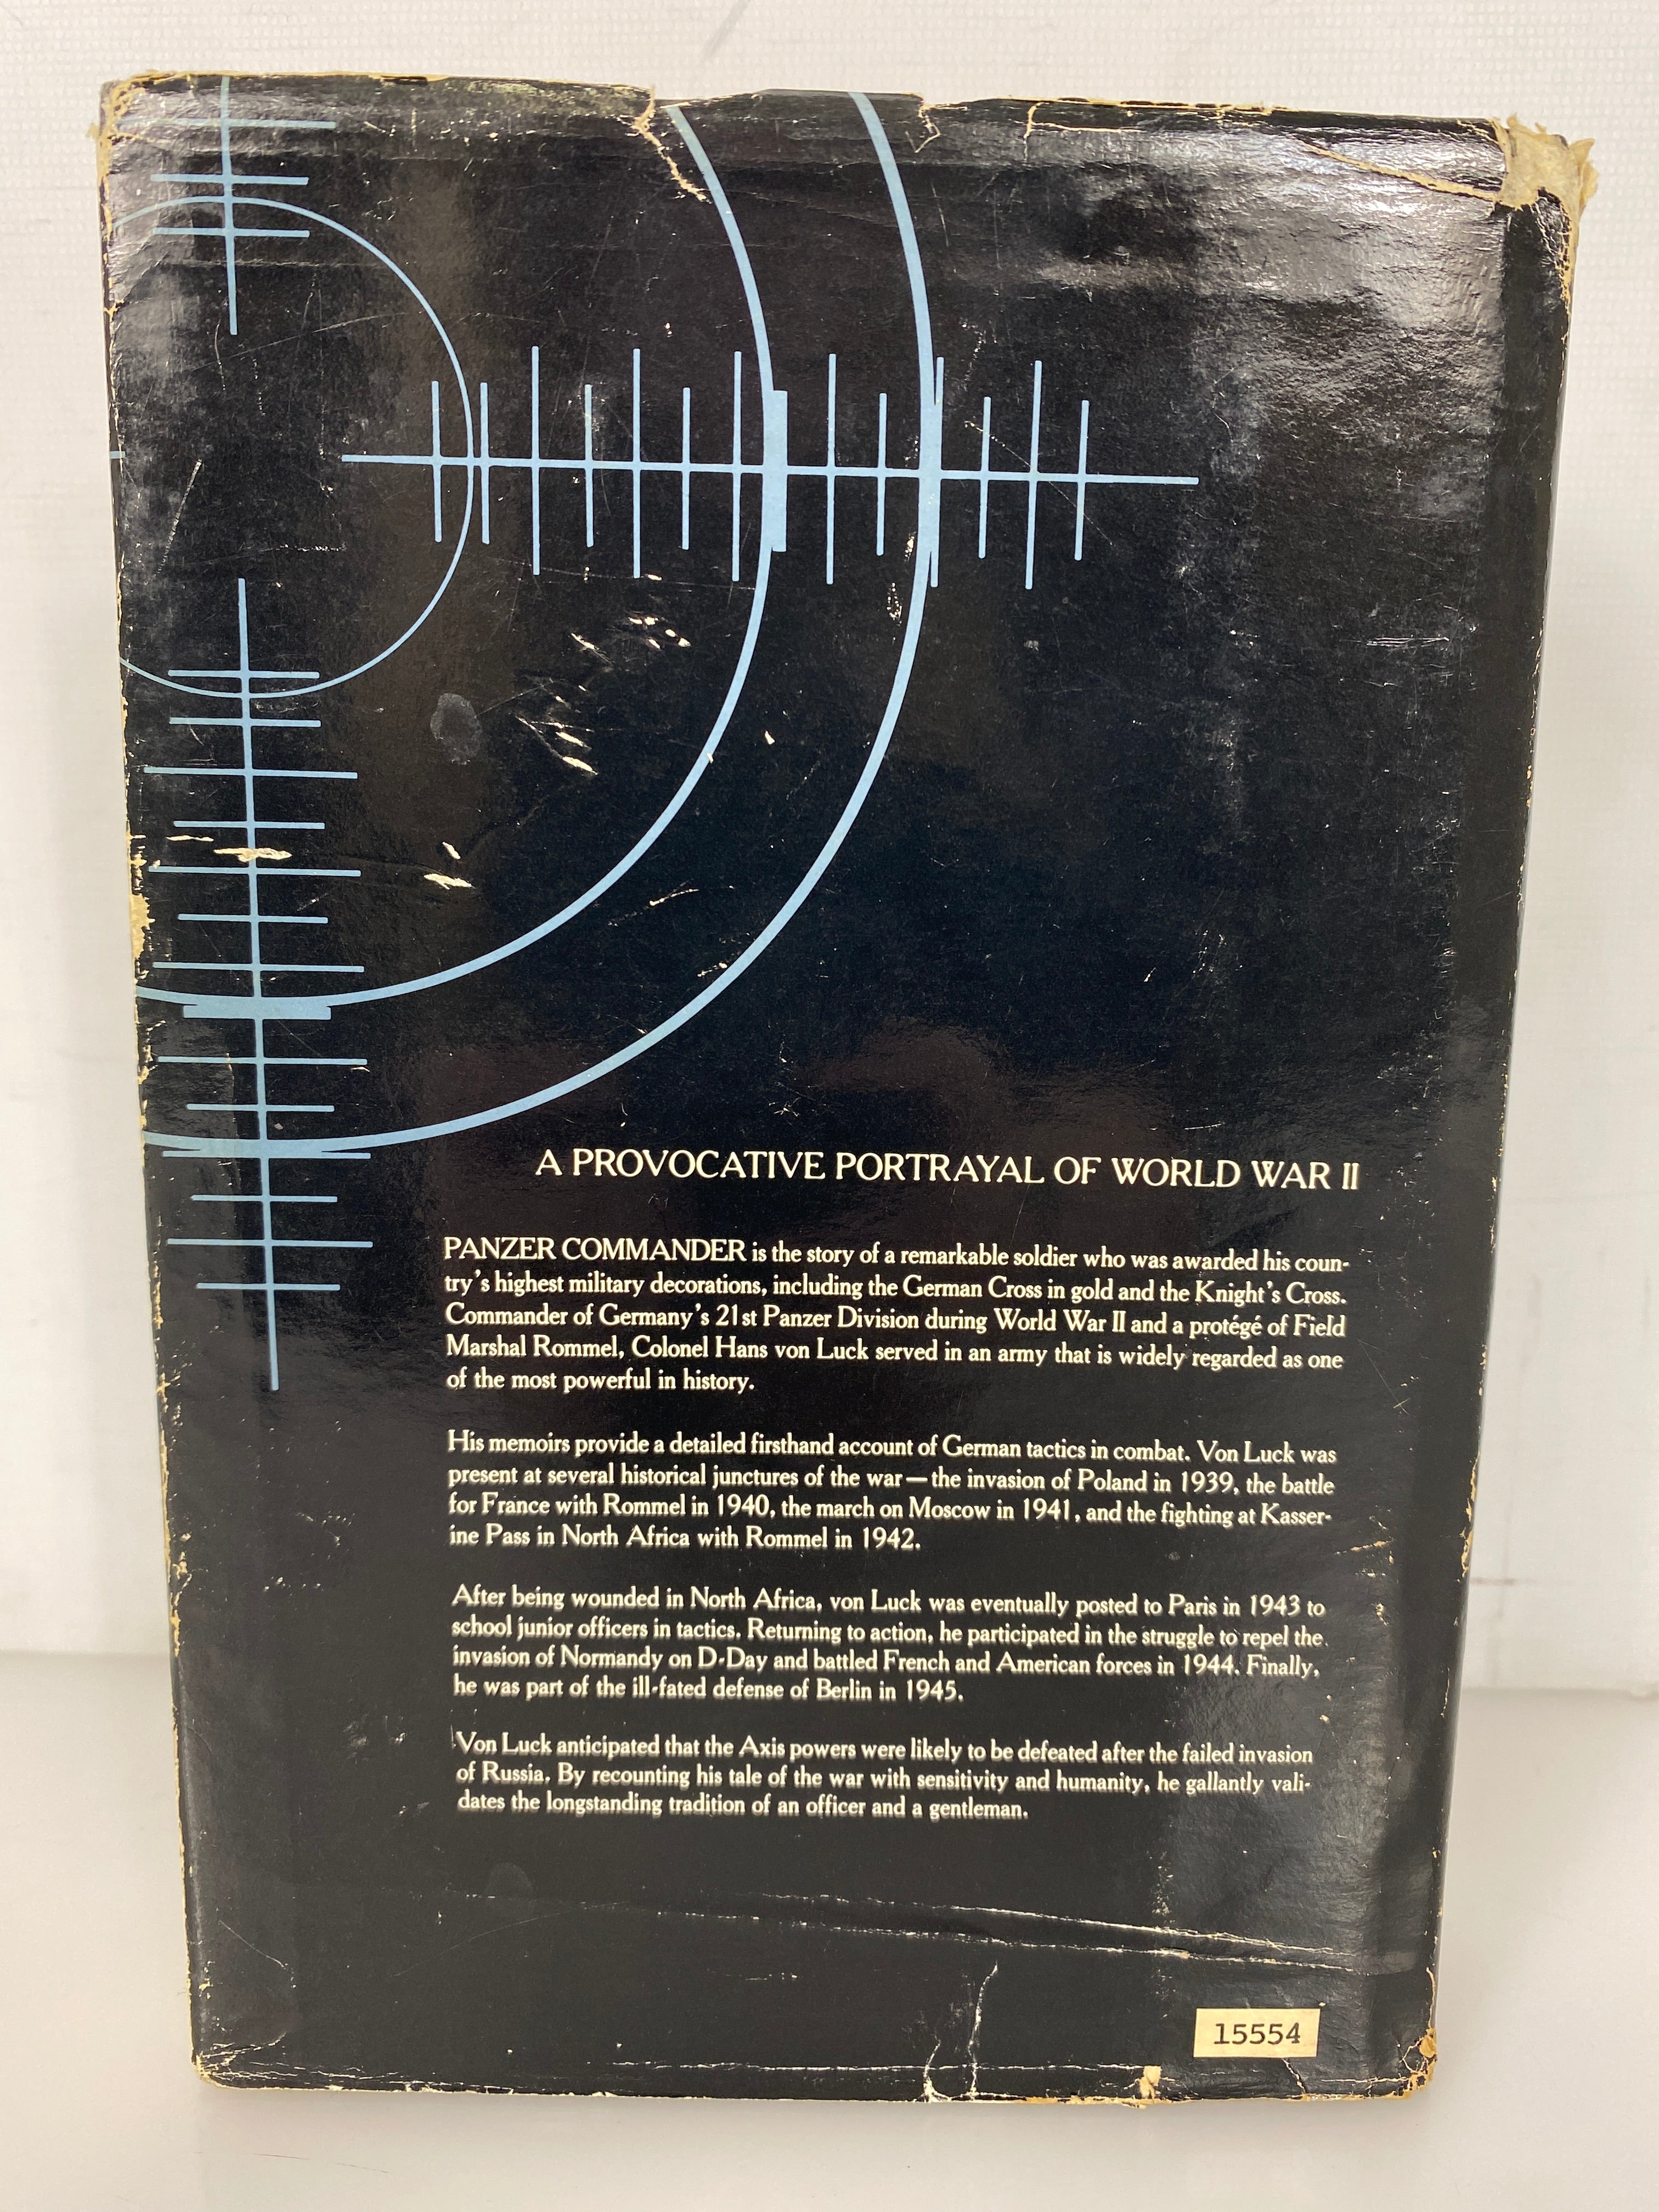 A PROVOCATIVE PORTRAYAL OF WORLD WAR II
PANZER COMMANDER is the story of a remarkable soldier who was awarded his coun-
try's highest military decorations, including the German Cross in gold and the Knight's Cross.
Commander of Germany's 21st Panzer Division during World War II and a protégé of Field
Marshal Rommel, Colonel Hans von Luck served in an army that is widely regarded as one
of the most powerful in history.
His memoirs provide a detailed firsthand account of German tactics in combat. Von Luck was
present at several historical junctures of the war—the invasion of Poland in 1939, the battle
for France with Rommel in 1940, the march on Moscow in 1941, and the fighting at Kasser-
ine Pass in North Africa with Rommel in 1942.
After being wounded in North Africa, von Luck was eventually posted to Paris in 1943 to
school junior officers in tactics. Returning to action, he participated in the struggle to repel the
invasion of Normandy on D-Day and battled French and American forces in 1944. Finally,
he was part of the ill-fated defense of Berlin in 1945.
Von Luck anticipated that the Axis powers were likely to be defeated after the failed invasion
of Russia. By recounting his tale of the war with sensitivity and humanity, he gallantly vali-
dates the longstanding tradition of an officer and a gentleman.
15554